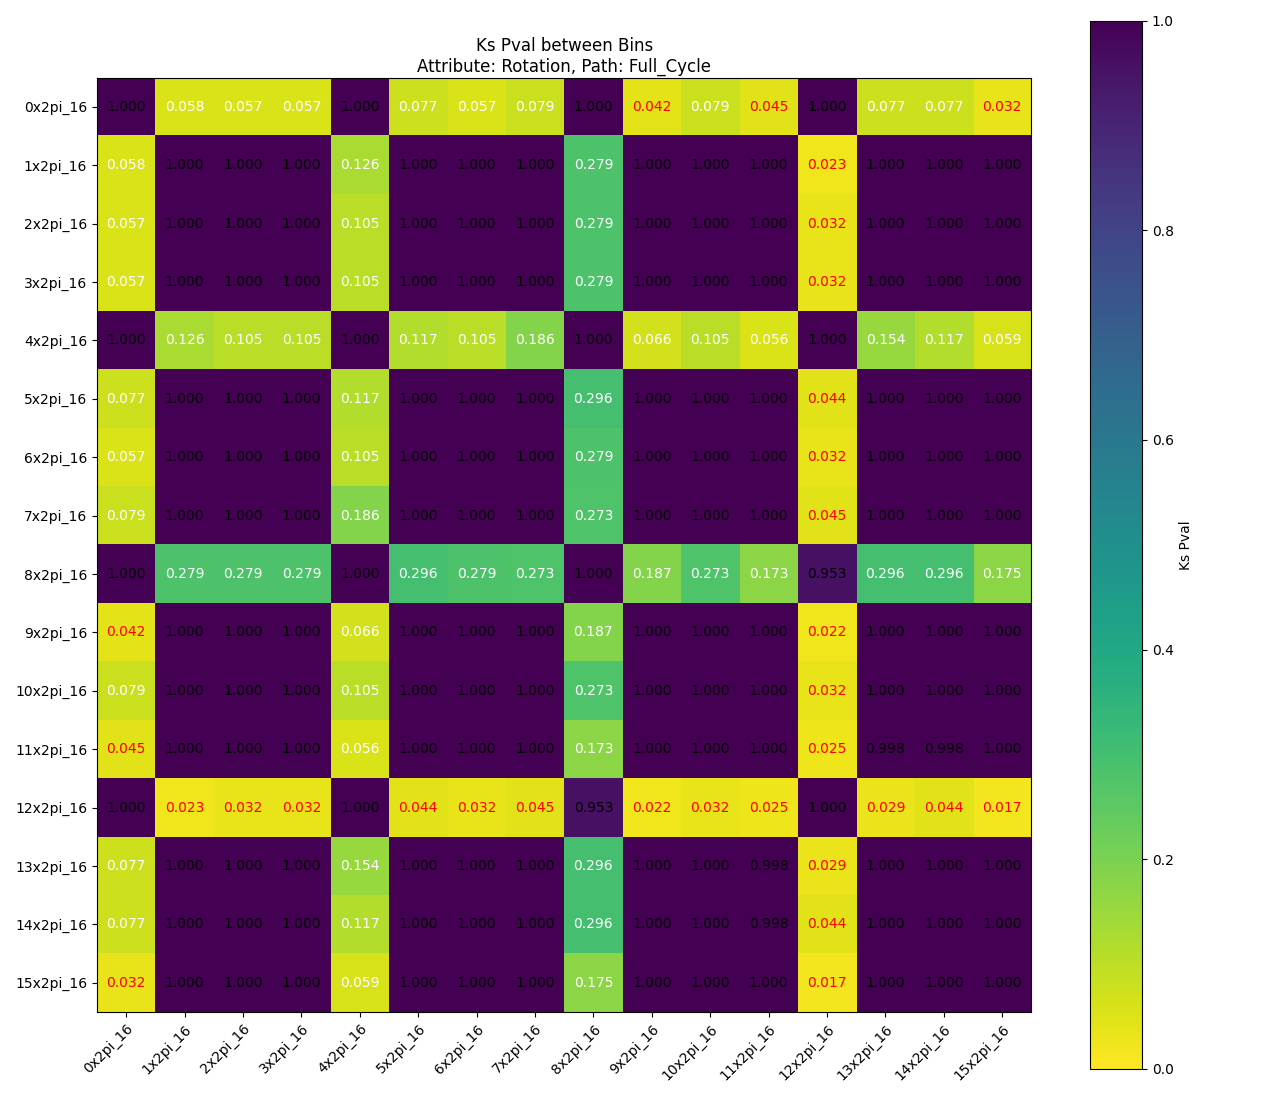 Ks Pval between Bins
Attribute: Rotation, Path: Full_Cycle
0x2pi_16 1.000 0.058 0.057 0.057 1.000 0.077 0.057 0.079 1.000 0.042 0.079 0.045 1.000 0.077 0.077 0.032
1x2pi_16 0.058 1.000 1.000 1.000 0.126 1.000 1.000 1.000 0.279 1.000 1.000 1.000 0.023 1.000 1.000 1.000
2x2pi_16 0.057 1.000 1.000 1.000 0.105 1.000 1.000 1.000 0.279 1.000 1.000 1.000 0.032 1.000 1.000 1.000
3x2pi_16 0.057 1.000 1.000 1.000 0.105 1.000 1.000 1.000 0.279 1.000 1.000 1.000 0.032 1.000 1.000 1.000
4x2pi_16 1.000 0.126 0.105 0.105 1.000 0.117 0.105 0.186 1.000 0.066 0.105 0.056 1.000 0.154 0.117 0.059
5x2pi_16 0.077 1.000 1.000 1.000 0.117 1.000 1.000 1.000 0.296 1.000 1.000 1.000 0.044 1.000 1.000 1.000
6x2pi_16 0.057 1.000 1.000 1.000 0.105 1.000 1.000 1.000 0.279 1.000 1.000 1.000 0.032 1.000 1.000 1.000
7x2pi_16 0.079 1.000 1.000 1.000 0.186 1.000 1.000 1.000 0.273 1.000 1.000 1.000 0.045 1.000 1.000 1.000
8x2pi_16 1.000 0.279 0.279 0.279 1.000 0.296 0.279 0.273 1.000 0.187 0.273 0.173 0.953 0.296 0.296 0.175
9x2pi_16 0.042 1.000 1.000 1.000 0.066 1.000 1.000 1.000 0.187 1.000 1.000 1.000 0.022 1.000 1.000 1.000
10x2pi_16 0.079 1.000 1.000 1.000 0.105 1.000 1.000 1.000 0.273 1.000 1.000 1.000 0.032 1.000 1.000 1.000
11x2pi_16 0.045 1.000 1.000 1.000 0.056 1.000 1.000 1.000 0.173 1.000 1.000 1.000 0.025 0.998 0.998 1.000
12x2pi_16 1.000 0.023 0.032 0.032 1.000 0.044 0.032 0.045 0.953 0.022 0.032 0.025 1.000 0.029 0.044 0.017
13x2pi_16 0.077 1.000 1.000 1.000 0.154 1.000 1.000 1.000 0.296 1.000 1.000 0.998 0.029 1.000 1.000 1.000
14x2pi_16 0.077 1.000 1.000 1.000 0.117 1.000 1.000 1.000 0.296 1.000 1.000 0.998 0.044 1.000 1.000 1.000
15x2pi_16 0.032 1.000 1.000 1.000 0.059 1.000 1.000 1.000 0.175 1.000 1.000 1.000 0.017 1.000 1.000 1.000
0x2pi_16 1x2pi_16 2x2pi_16 3x2pi_16 4x2pi_16 5x2pi_16 6x2pi_16 7x2pi_16 8x2pi_16 9x2pi_16 10x2pi_16 11x2pi_16 12x2pi_16 13x2pi_16 14x2pi_16 15x2pi_16
1.0
0.8
0.6
0.4
0.2
0.0
Ks Pval